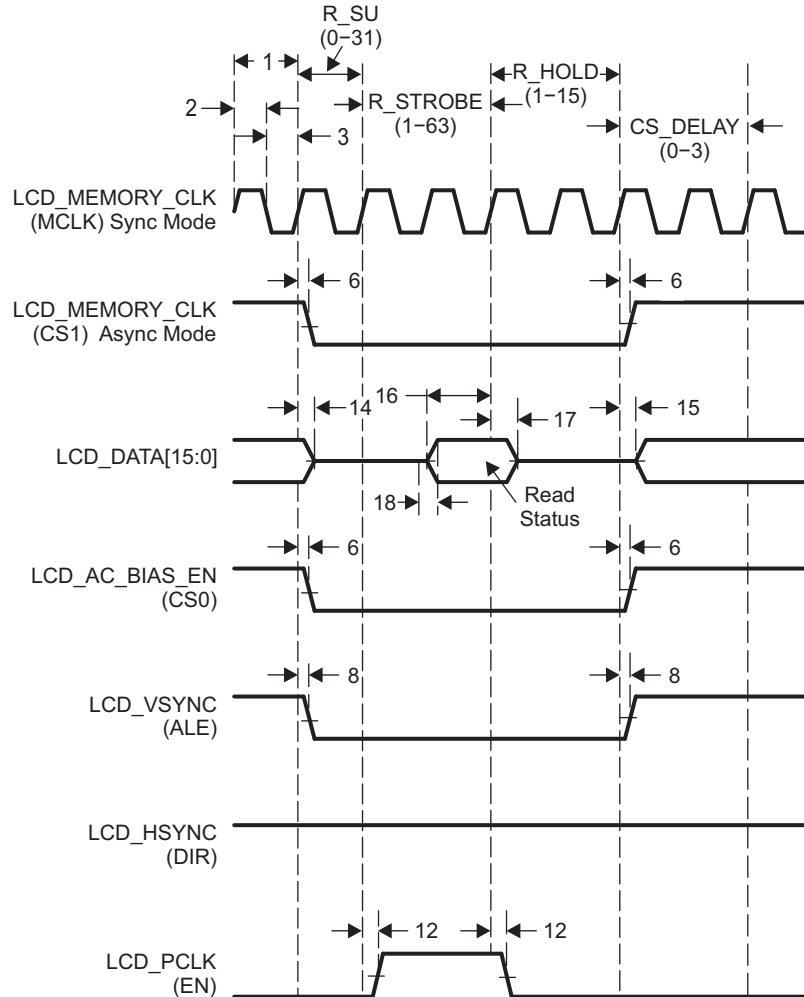 R_SU
(0−31)
1
R_HOLD
(1−15)
2
R_STROBE
(1−63)
3
CS_DELAY
(0−3)
LCD_MEMORY_CLK
(MCLK) Sync Mode
6
6
LCD_MEMORY_CLK
(CS1) Async Mode
16
14
17
15
LCD_DATA[15:0]
18
Read
Status
6
6
LCD_AC_BIAS_EN
(CS0)
8
8
LCD_VSYNC
(ALE)
LCD_HSYNC
(DIR)
12
12
LCD_PCLK
(EN)